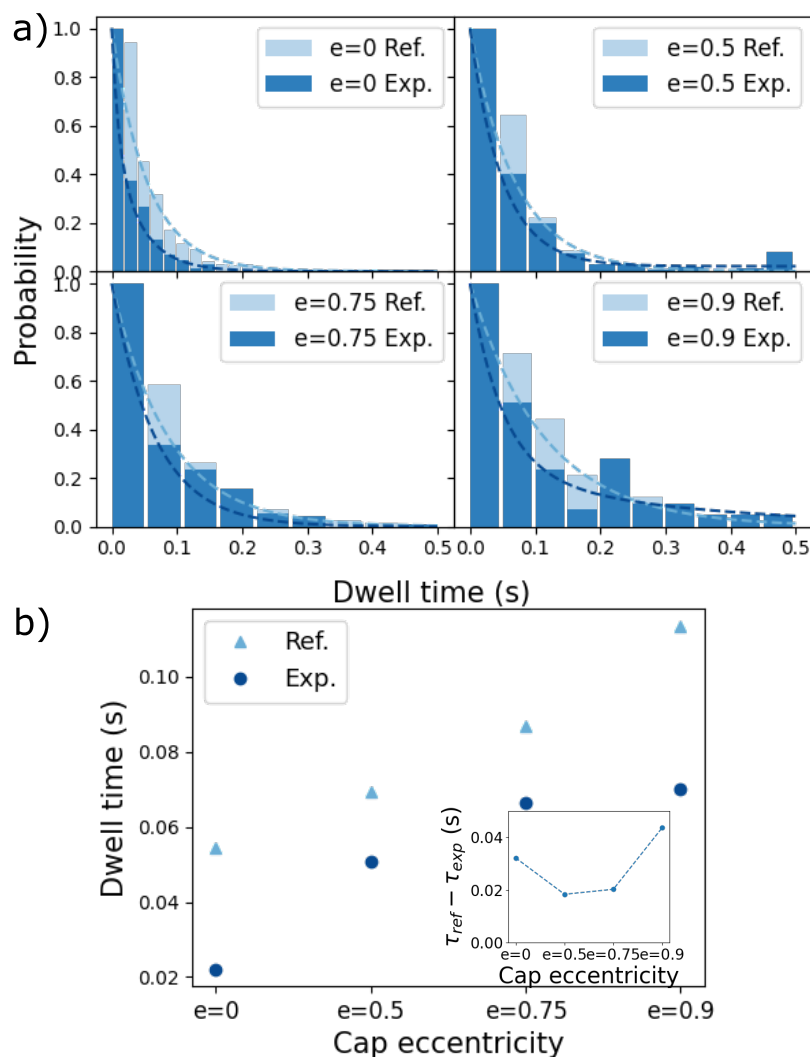 a)
e=0 Ref.
e=0 Exp.
e=0.5 Ref.
e=0.5 Exp.
1.0
0.8
0.6
0.4
0.2
0.0
e=0.75 Ref.
e=0.75 Exp.
e=0.9 Ref.
e=0.9 Exp.
1.0
0.8
0.6
0.4
0.2
0.0
Probability
0.0 0.1 0.2 0.3 0.4 0.5 0.0 0.1 0.2 0.3 0.4 0.5
Dwell time (s)
b)
Ref.
Exp.
0.10
0.08
0.06
0.04
0.02
Dwell time (s)
τref − τexp (s)
0.04
0.02
0.00
e=0 e=0.5 e=0.75 e=0.9
Cap eccentricity
e=0 e=0.5 e=0.75 e=0.9
Cap eccentricity